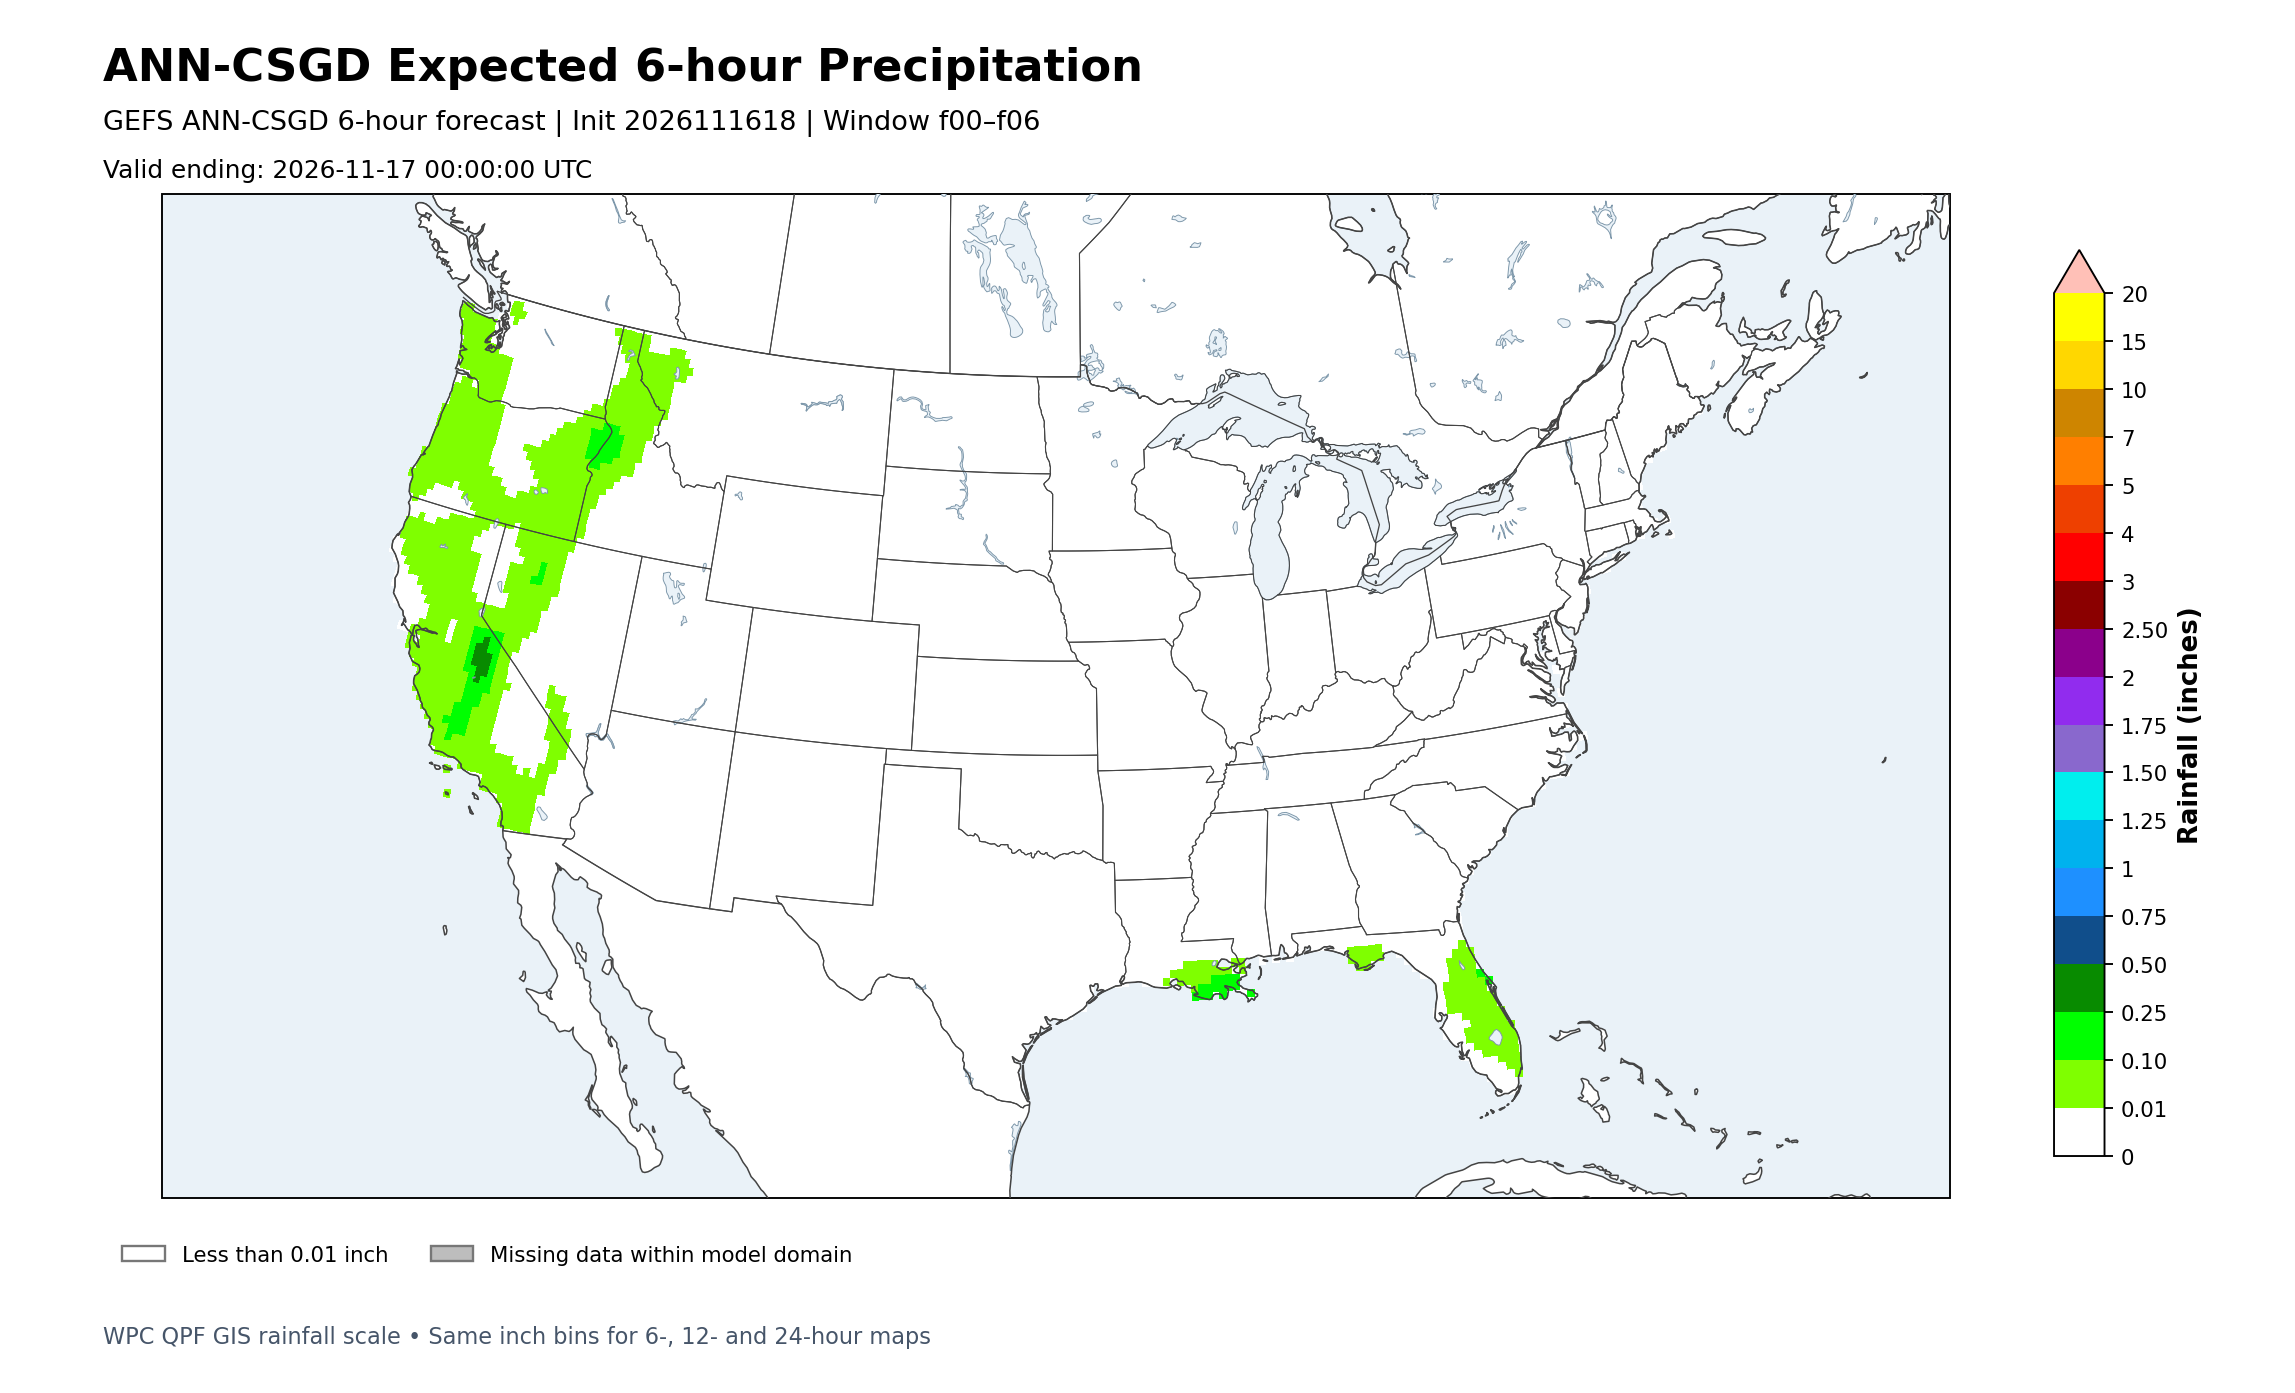 ANN-CSGD Expected 6-hour Precipitation
GEFS ANN-CSGD 6-hour forecast | Init 2026111618 | Window f00–f06
Valid ending: 2026-11-17 00:00:00 UTC
20
15
10
7
5
4
3
2.50
2
1.75
1.50
1.25
1
0.75
0.50
0.25
0.10
0.01
0
Rainfall (inches)
Less than 0.01 inch
Missing data within model domain
WPC QPF GIS rainfall scale • Same inch bins for 6-, 12- and 24-hour maps